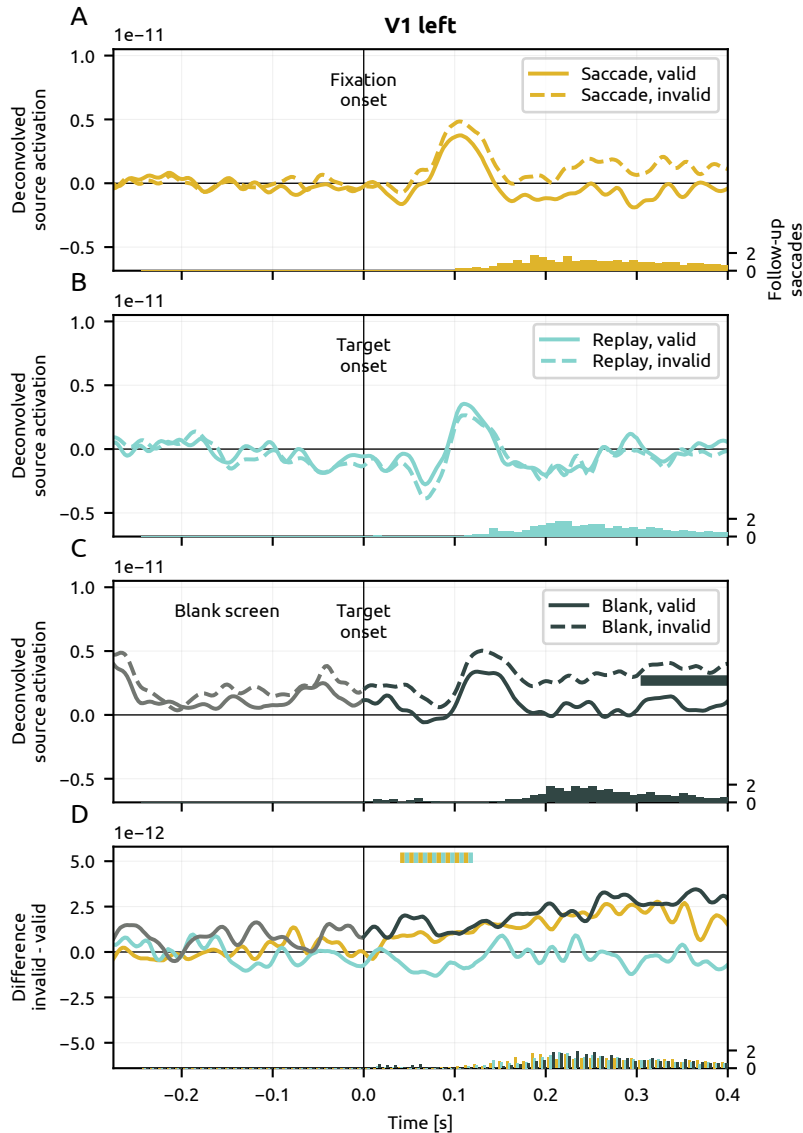 A
V1 left
1e−11
1.0
0.5
0.0
−0.5
Deconvolved
source activation
Fixation
onset
Saccade, valid
Saccade, invalid
2
0
Follow-up
saccades
B
1e−11
1.0
0.5
0.0
−0.5
Deconvolved
source activation
Target
onset
Replay, valid
Replay, invalid
2
0
C
1e−11
1.0
0.5
0.0
−0.5
Deconvolved
source activation
Blank screen
Target
onset
Blank, valid
Blank, invalid
2
0
D
1e−12
5.0
2.5
0.0
−2.5
−5.0
Difference
invalid - valid
2
0
−0.2
−0.1
0.0
0.1
0.2
0.3
0.4
Time [s]